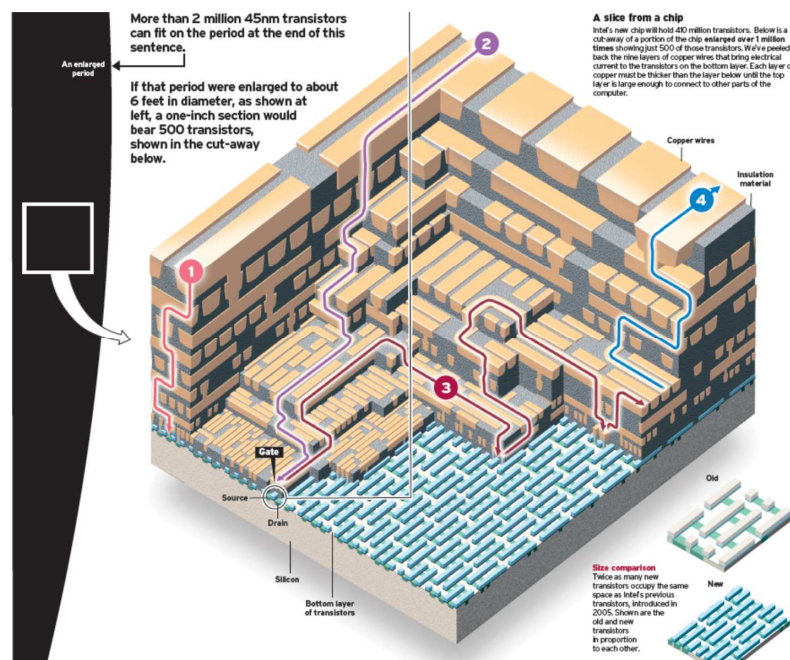 More than 2 million 45nm transistors
can fit on the period at the end of this
sentence.
An enlarged
period
If that period were enlarged to about
6 feet in diameter, as shown at
left, a one-inch section would
bear 500 transistors,
shown in the cut-away
below.
A slice from a chip
Intel's new chip will hold 410 million transistors. Below is a
cut-away of a portion of the chip enlarged over 1 million
times showing just 500 of those transistors. We've peeled
back the nine layers of copper wires that bring electrical
current to the transistors on the bottom layer. Each layer o
copper must be thicker than the layer below until the top
layer is large enough to connect to other parts of the
computer.
Copper wires
Insulation
material
1
2
3
4
Gate
Source
Drain
Silicon
Bottom layer
of transistors
Old
Size comparison
Twice as many new
transistors occupy the same
space as Intel's previous
transistors, introduced in
2005. Shown are the
old and new
transistors
in proportion
to each other.
New